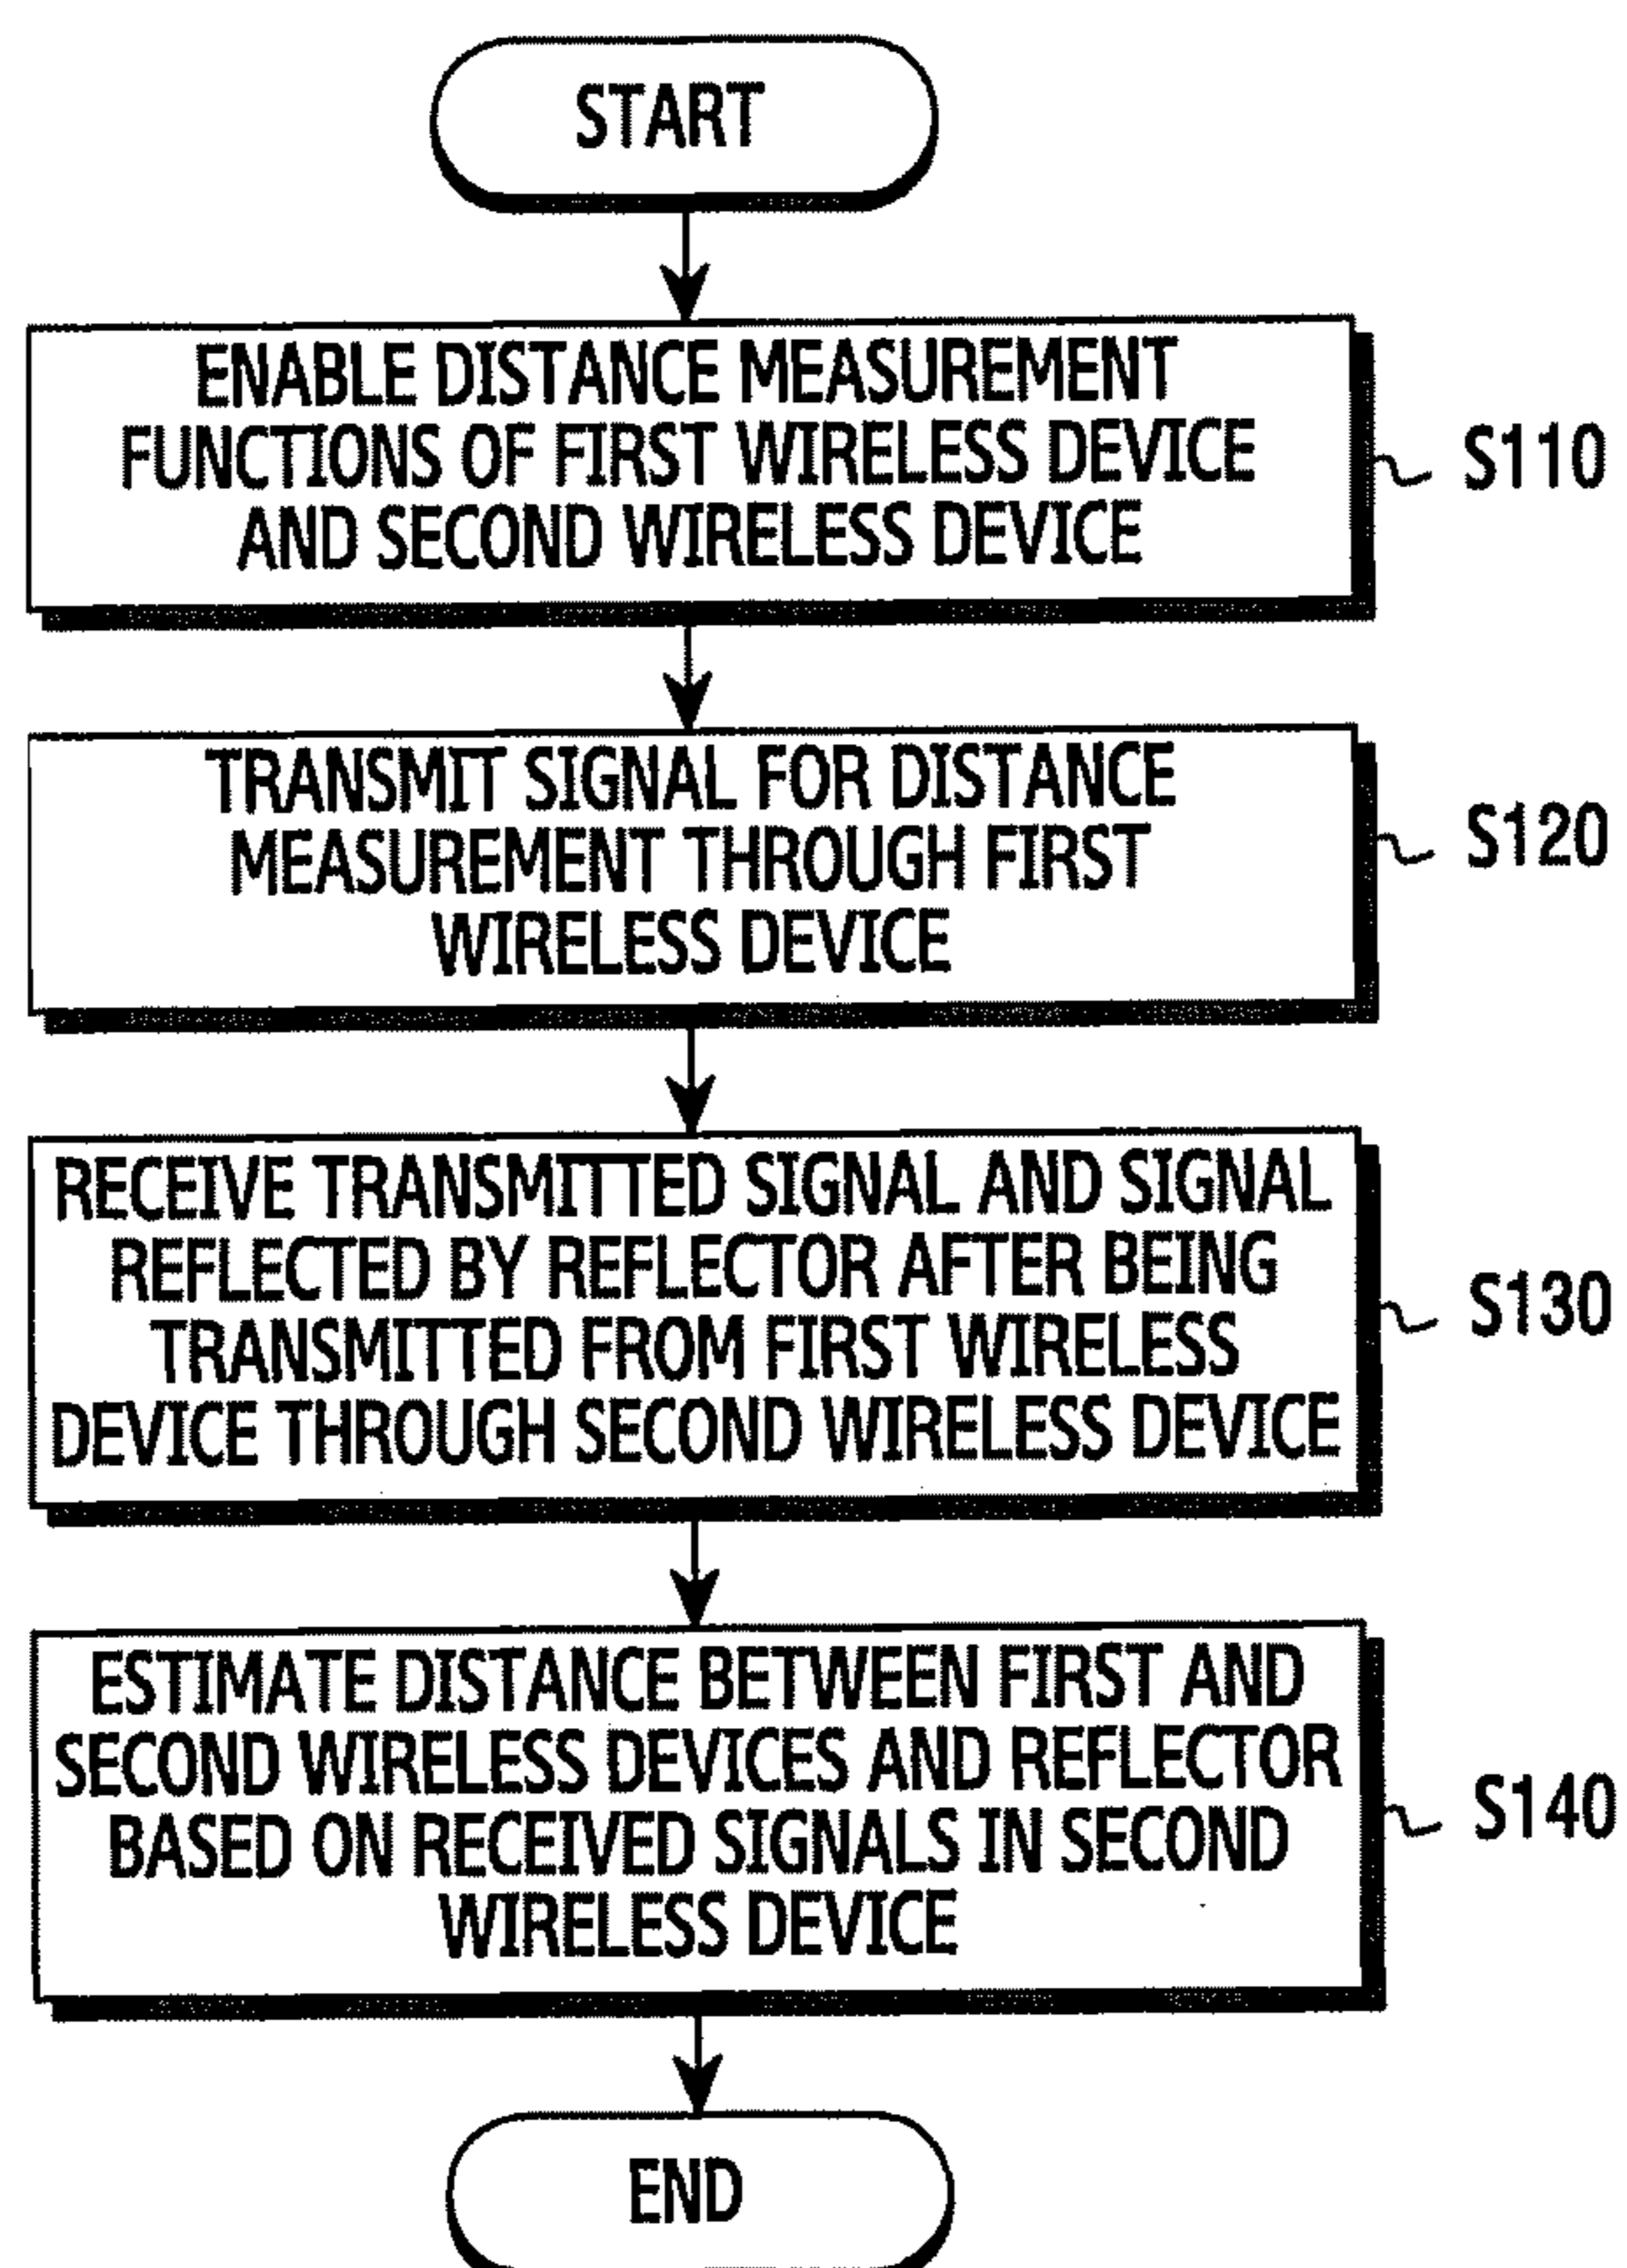 START
ENABLE DISTANCE MEASUREMENT
FUNCTIONS OF FIRST WIRELESS DEVICE
AND SECOND WIRELESS DEVICE
S110
TRANSMIT SIGNAL FOR DISTANCE
MEASUREMENT THROUGH FIRST
WIRELESS DEVICE
S120
RECEIVE TRANSMITTED SIGNAL AND SIGNAL
REFLECTED BY REFLECTOR AFTER BEING
TRANSMITTED FROM FIRST WIRELESS
DEVICE THROUGH SECOND WIRELESS DEVICE
S130
ESTIMATE DISTANCE BETWEEN FIRST AND
SECOND WIRELESS DEVICES AND REFLECTOR
BASED ON RECEIVED SIGNALS IN SECOND
WIRELESS DEVICE
S140
END